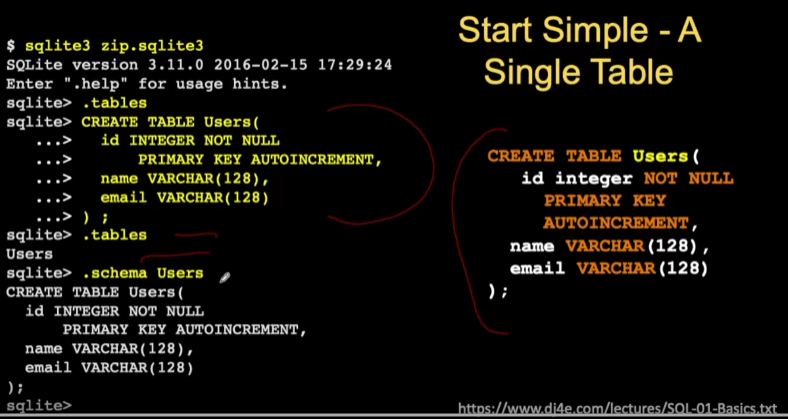 Start Simple - A
Single Table
$ sqlite3 zip.sqlite3
SQLite version 3.11.0 2016-02-15 17:29:24
Enter ".help" for usage hints.
sqlite> .tables
sqlite> CREATE TABLE Users(
   ...>   id INTEGER NOT NULL
   ...>       PRIMARY KEY AUTOINCREMENT,
   ...>   name VARCHAR(128),
   ...>   email VARCHAR(128)
   ...> ) ;
sqlite> .tables
Users
sqlite> .schema Users
CREATE TABLE Users(
  id INTEGER NOT NULL
      PRIMARY KEY AUTOINCREMENT,
  name VARCHAR(128),
  email VARCHAR(128)
);
sqlite>
CREATE TABLE Users(
   id integer NOT NULL
     PRIMARY KEY
     AUTOINCREMENT,
  name VARCHAR(128),
  email VARCHAR(128)
);
https://www.dj4e.com/lectures/SQL-01-Basics.txt